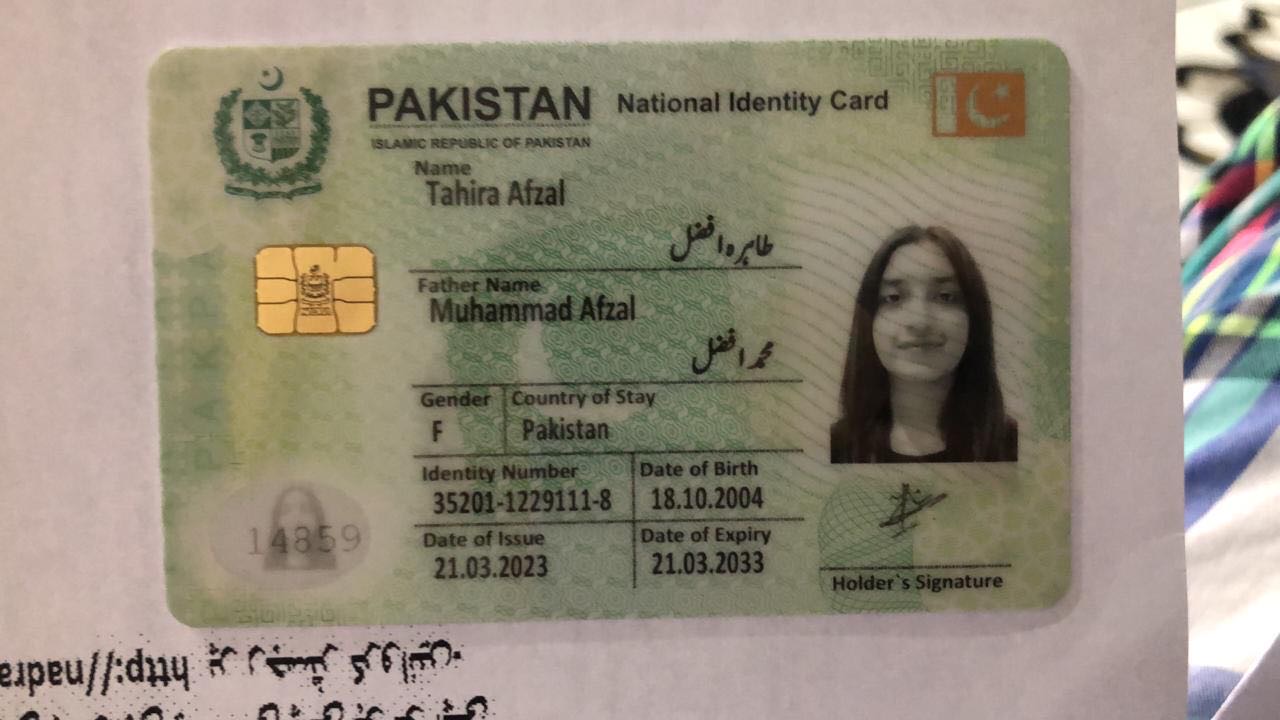 PAKISTAN National Identity Card
ISLAMIC REPUBLIC OF PAKISTAN
Name
Tahira Afzal
طاہرہ افضل
Father Name
Muhammad Afzal
محمد افضل
Gender Country of Stay
F Pakistan
Identity Number Date of Birth
35201-1229111-8 18.10.2004
Date of Issue Date of Expiry
21.03.2023 21.03.2033
14859
Holder`s Signature
http://nadra